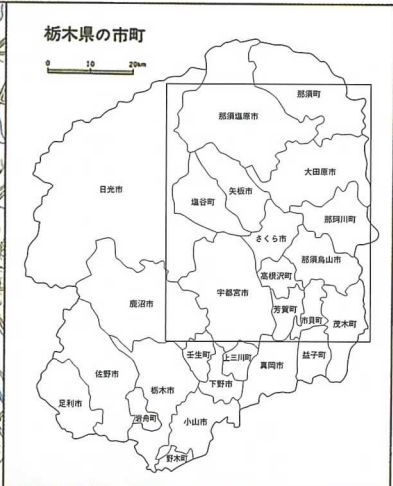 栃木県の市町
0 10 20km
那須町
那須塩原市
大田原市
日光市
塩谷町
矢板市
那珂川町
さくら市
那須烏山市
高根沢町
宇都宮市
鹿沼市
芳賀町
市貝町
茂木町
壬生町
上三川町
真岡市
益子町
佐野市
栃木市
下野市
足利市
岩舟町
小山市
野木町